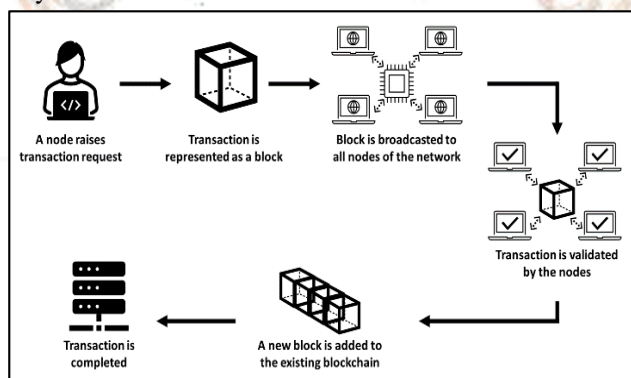 A node raises
transaction request
Transaction is
represented as a block
Block is broadcasted to
all nodes of the network
Transaction is validated
by the nodes
A new block is added to
the existing blockchain
Transaction is
completed